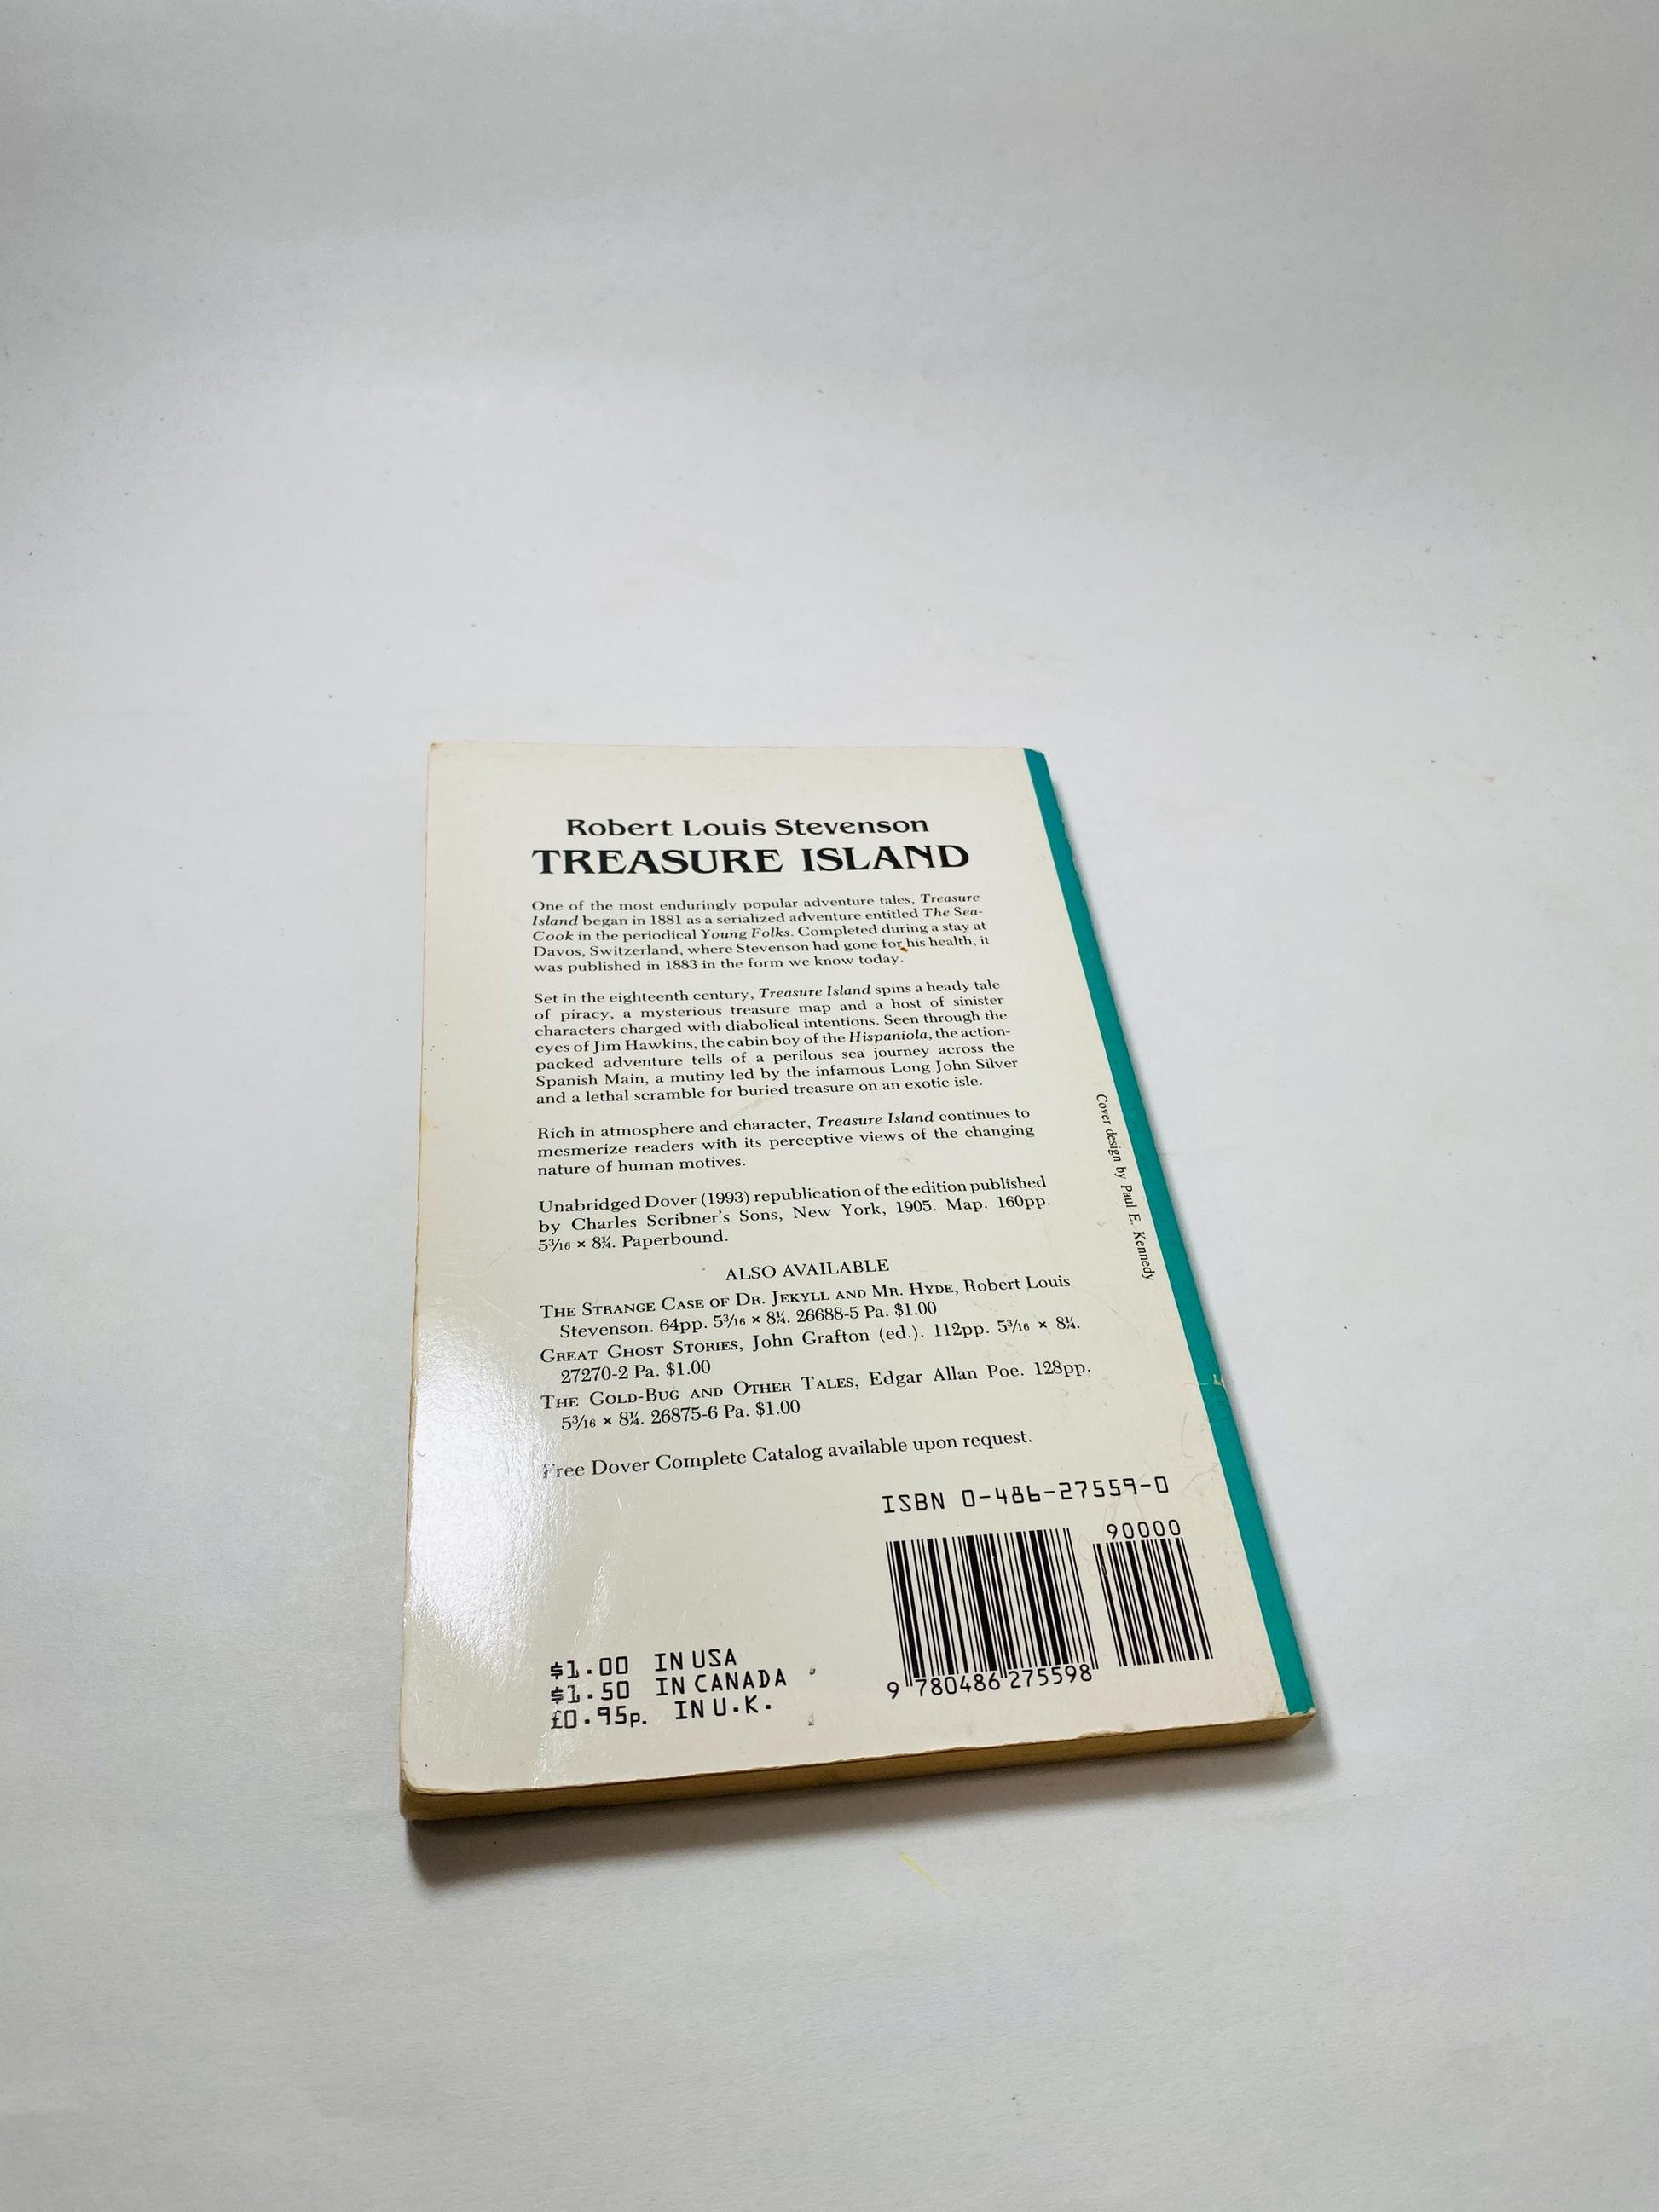 Robert Louis Stevenson
TREASURE ISLAND
One of the most enduringly popular adventure tales, Treasure
Island began in 1881 as a serialized adventure entitled The Sea-
Cook in the periodical Young Folks. Completed during a stay at
Davos, Switzerland, where Stevenson had gone for his health, it
was published in 1883 in the form we know today.
Set in the eighteenth century, Treasure Island spins a heady tale
of piracy, a mysterious treasure map and a host of sinister
characters charged with diabolical intentions. Seen through the
eyes of Jim Hawkins, the cabin boy of the Hispaniola, the action-
packed adventure tells of a perilous sea journey across the
Spanish Main, a mutiny led by the infamous Long John Silver
and a lethal scramble for buried treasure on an exotic isle.
Rich in atmosphere and character, Treasure Island continues to
mesmerize readers with its perceptive views of the changing
nature of human motives.
Unabridged Dover (1993) republication of the edition published
by Charles Scribner's Sons, New York, 1905. Map. 160pp.
5³⁄₁₆ × 8¼. Paperbound.
ALSO AVAILABLE
THE STRANGE CASE OF DR. JEKYLL AND MR. HYDE, Robert Louis
Stevenson. 64pp. 5³⁄₁₆ × 8¼. 26688-5 Pa. $1.00
GREAT GHOST STORIES, John Grafton (ed.). 112pp. 5³⁄₁₆ × 8¼.
27270-2 Pa. $1.00
THE GOLD-BUG AND OTHER TALES, Edgar Allan Poe. 128pp.
5³⁄₁₆ × 8¼. 26875-6 Pa. $1.00
Free Dover Complete Catalog available upon request.
Cover design by Paul E. Kennedy
ISBN 0-486-27559-0
90000
9 780486 275598
$1.00 IN USA
$1.50 IN CANADA
£0.95p. IN U.K.